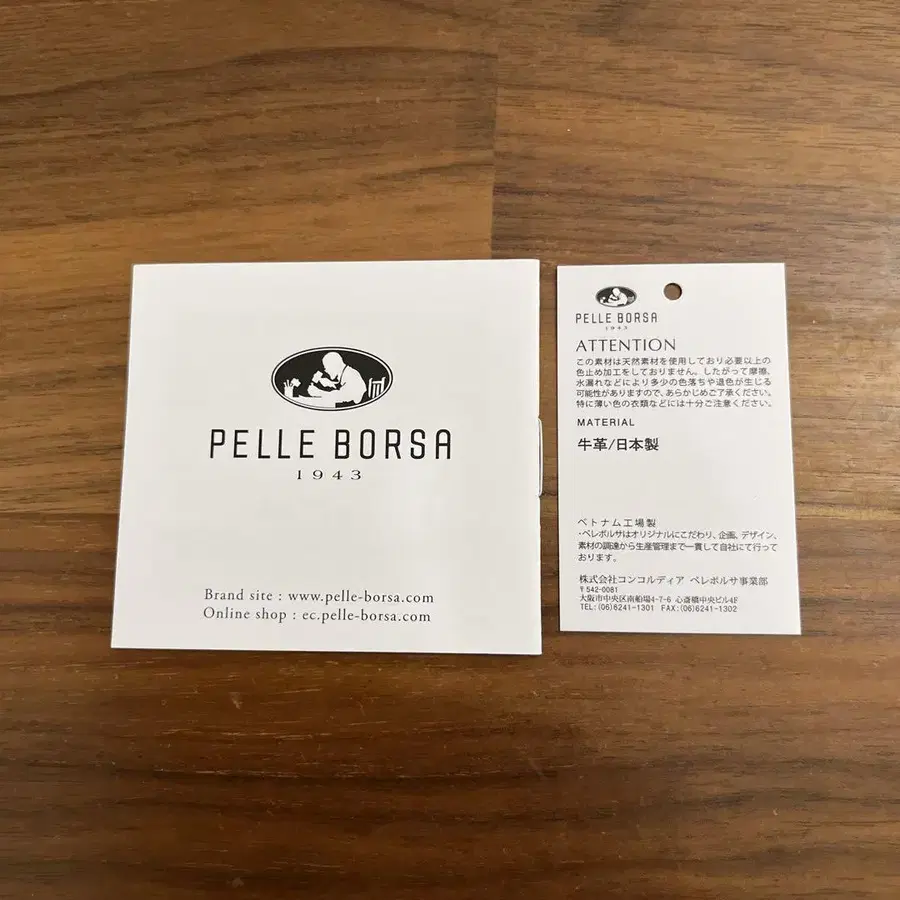 PELLE BORSA
1943
Brand site : www.pelle-borsa.com
Online shop : ec.pelle-borsa.com
PELLE BORSA
1943
ATTENTION
この素材は天然素材を使用しており必要以上の
色止め加工をしておりません。したがって摩擦、
水漏れなどにより多少の色落ちや退色が生じる
可能性がありますので、あらかじめご了承ください。
特に薄い色の衣類などには十分ご注意ください。
MATERIAL
牛革/日本製
ベトナム工場製
・ペレボルサはオリジナルにこだわり、企画、デザイン、
素材の調達から生産管理まで一貫して自社にて行って
おります。
株式会社コンコルディア ペレボルサ事業部
〒542-0081
大阪市中央区南船場4-7-6 心斎橋中央ビル4F
TEL:(06)6241-1301 FAX:(06)6241-1302